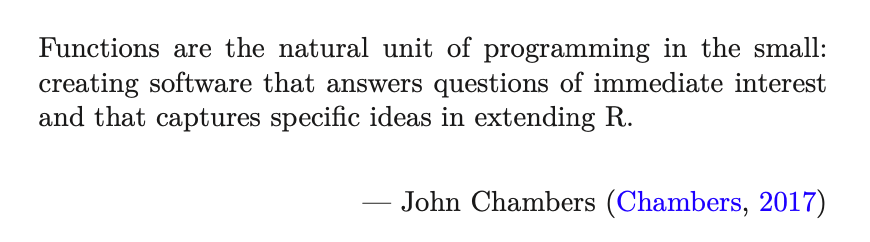 Functions are the natural unit of programming in the small:
creating software that answers questions of immediate interest
and that captures specific ideas in extending R.
— John Chambers (Chambers, 2017)